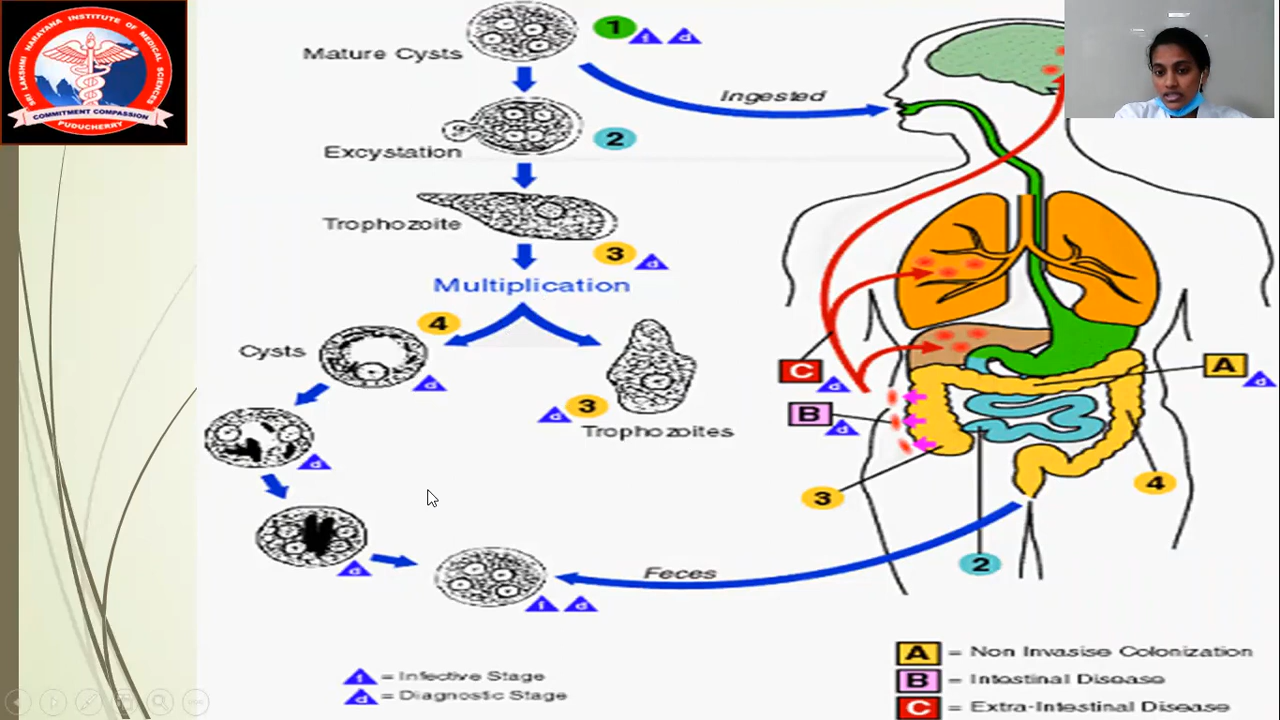 SRI LAKSHMI NARAYANA INSTITUTE OF MEDICAL SCIENCES
COMMITMENT COMPASSION
PUDUCHERRY
1
i d
Mature Cysts
Ingested
2
Excystation
Trophozoite
3
d
Multiplication
4
Cysts
d
3
d
Trophozoites
d
d
Feces
i d
C
d
B
d
A
d
3
4
2
i = Infective Stage
d = Diagnostic Stage
A = Non Invasise Colonization
B = Intestinal Disease
C = Extra-Intestinal Disease